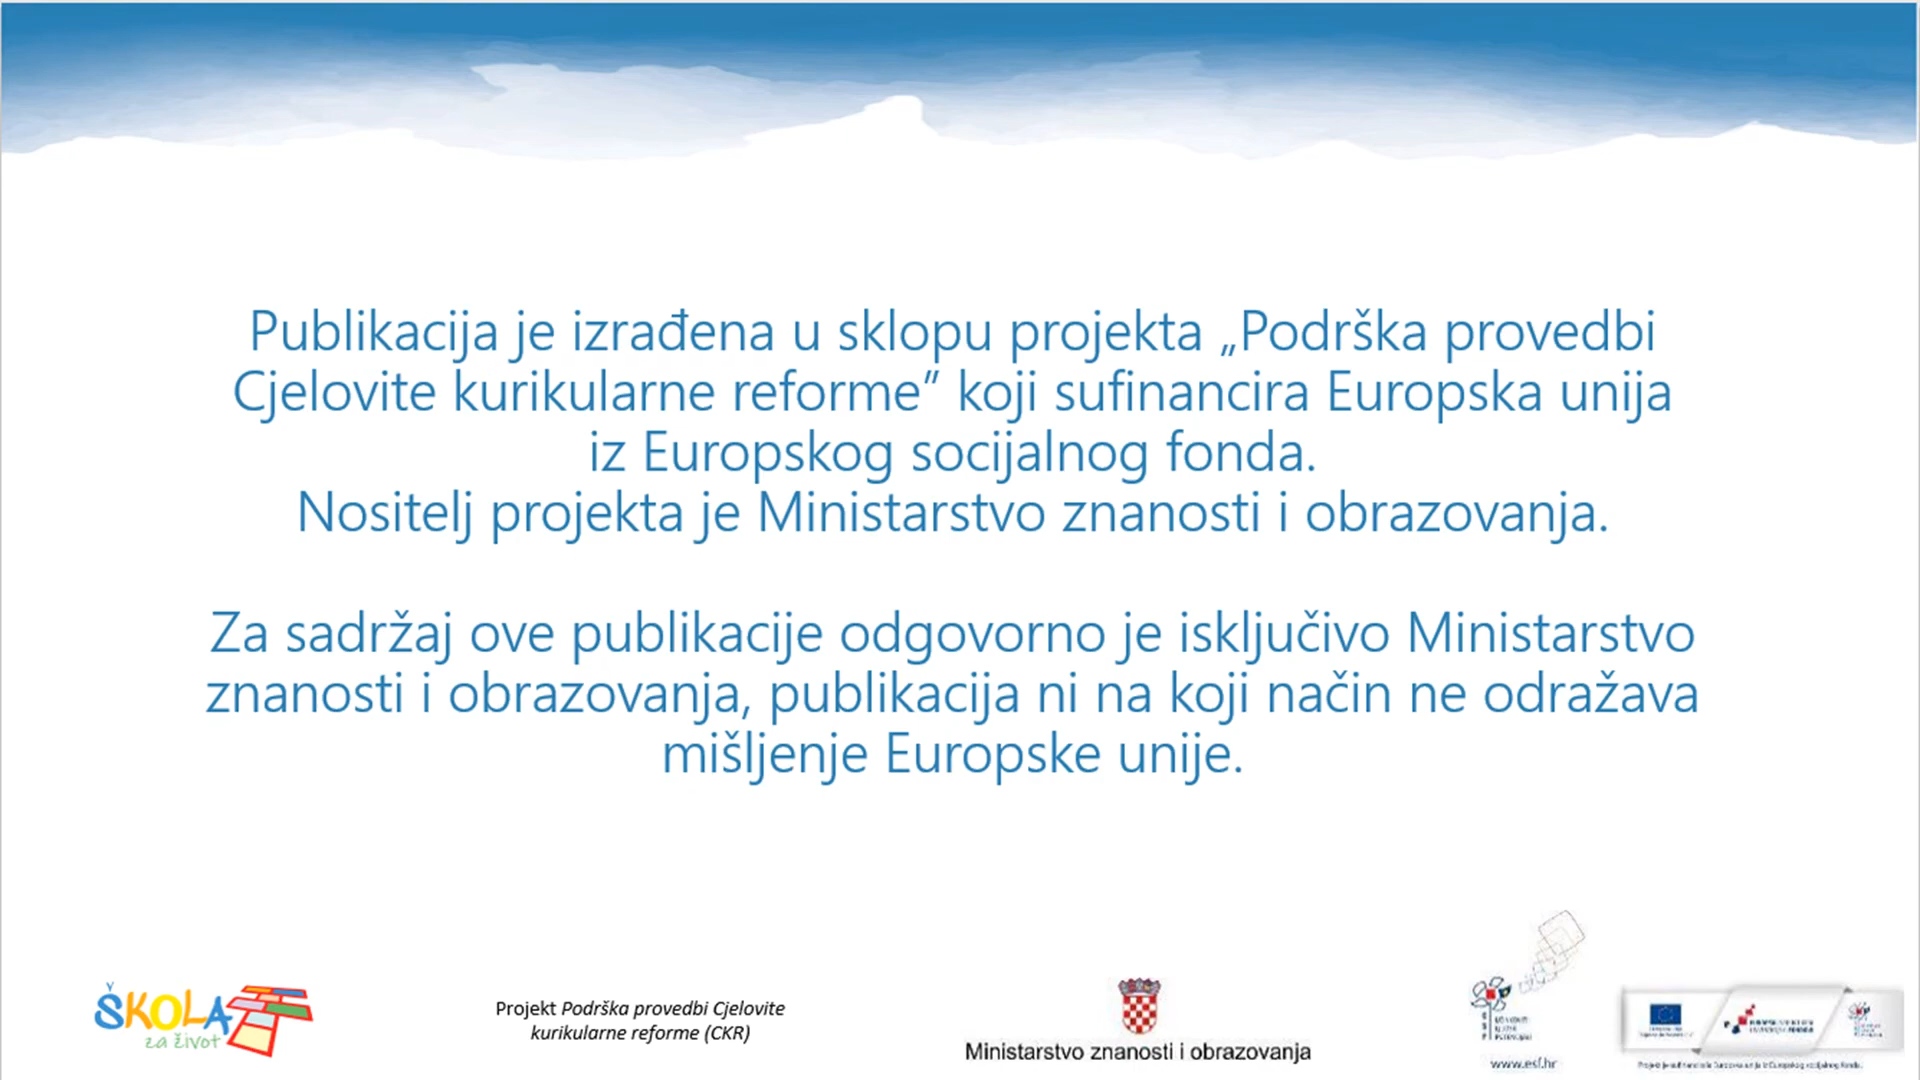 Publikacija je izrađena u sklopu projekta „Podrška provedbi
Cjelovite kurikularne reforme” koji sufinancira Europska unija
iz Europskog socijalnog fonda.
Nositelj projekta je Ministarstvo znanosti i obrazovanja.
Za sadržaj ove publikacije odgovorno je isključivo Ministarstvo
znanosti i obrazovanja, publikacija ni na koji način ne odražava
mišljenje Europske unije.
ŠKOLA
za život
Projekt Podrška provedbi Cjelovite
kurikularne reforme (CKR)
Ministarstvo znanosti i obrazovanja
www.esf.hr